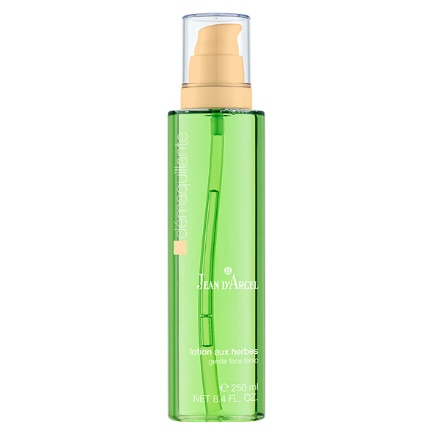 démaquillante
JEAN D'ARCEL
lotion aux herbes
gentle face tonic
℮ 250 ml
NET 8,4 FL. OZ.